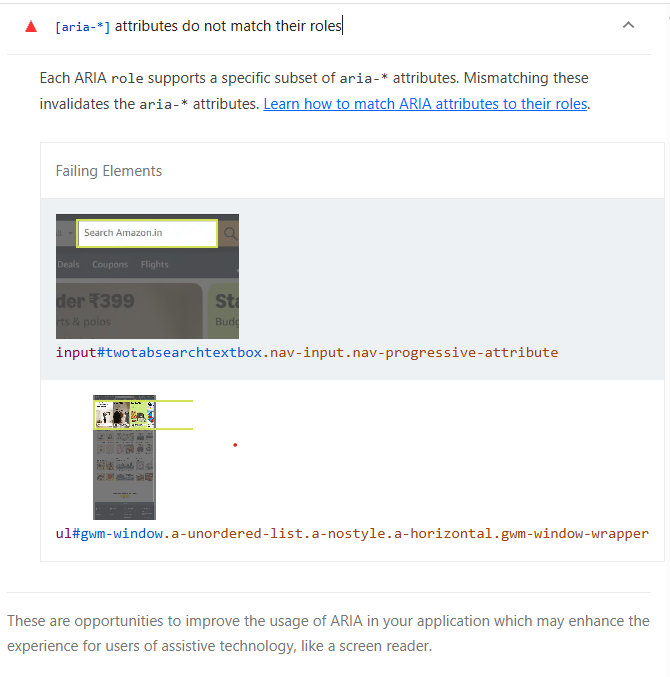 [aria-*] attributes do not match their roles
Each ARIA role supports a specific subset of aria-* attributes. Mismatching these
invalidates the aria-* attributes. Learn how to match ARIA attributes to their roles.
Failing Elements
Search Amazon.in
Deals Coupons Flights
der ₹399
rts & polos
Sta
Budg
input#twotabsearchtextbox.nav-input.nav-progressive-attribute
ul#gwm-window.a-unordered-list.a-nostyle.a-horizontal.gwm-window-wrapper
These are opportunities to improve the usage of ARIA in your application which may enhance the
experience for users of assistive technology, like a screen reader.